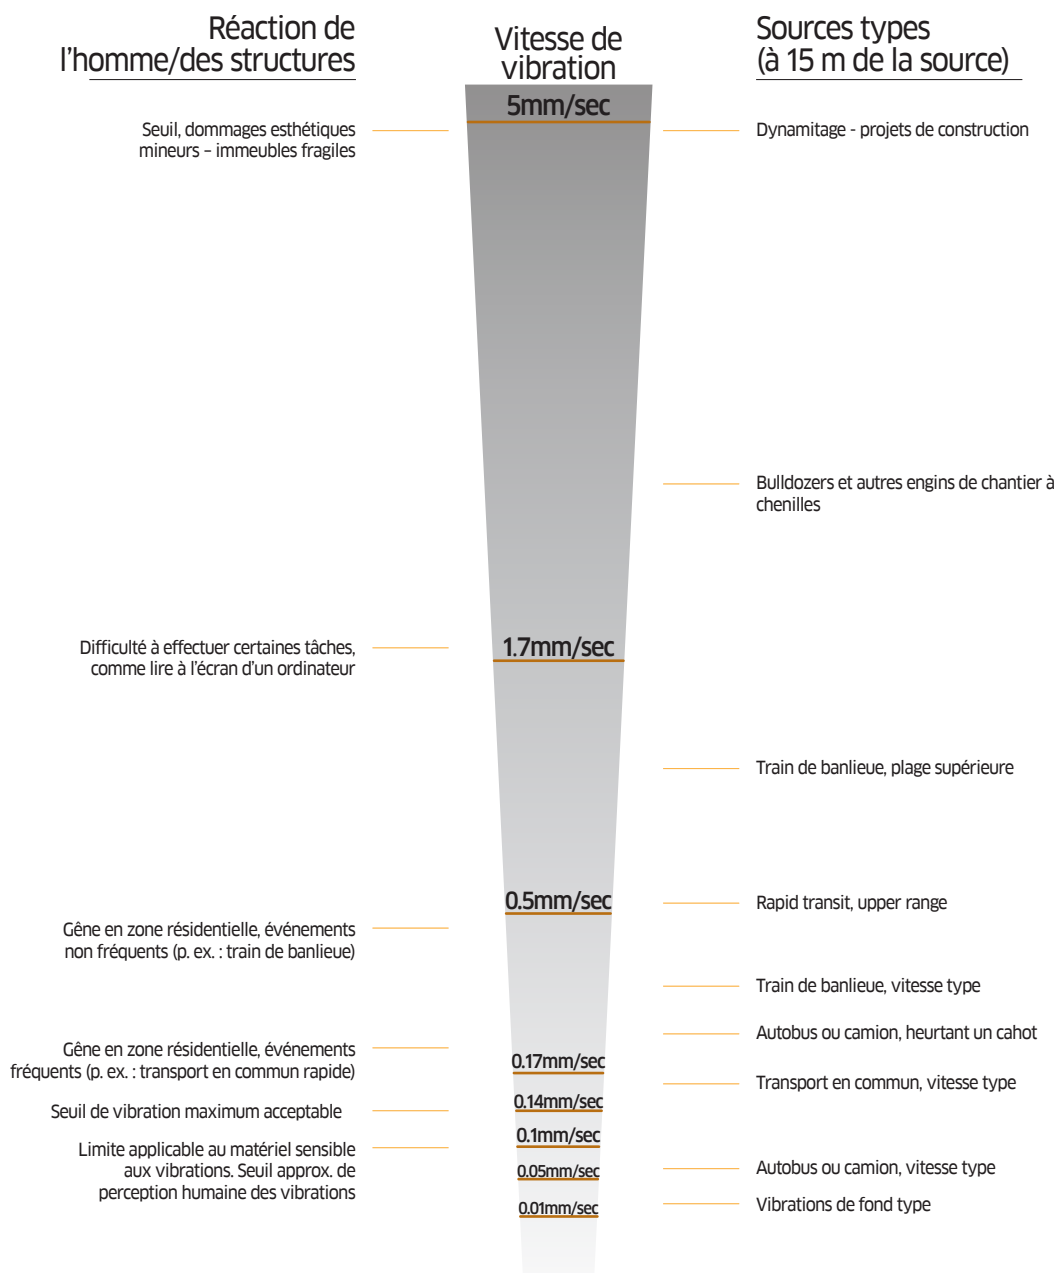 Réaction de
l’homme/des structures
Vitesse de
vibration
Sources types
(à 15 m de la source)
5mm/sec
Seuil, dommages esthétiques
mineurs – immeubles fragiles
Dynamitage - projets de construction
Bulldozers et autres engins de chantier à
chenilles
Difficulté à effectuer certaines tâches,
comme lire à l’écran d’un ordinateur
1.7mm/sec
Train de banlieue, plage supérieure
0.5mm/sec
Rapid transit, upper range
Gêne en zone résidentielle, événements
non fréquents (p. ex. : train de banlieue)
Train de banlieue, vitesse type
Autobus ou camion, heurtant un cahot
Gêne en zone résidentielle, événements
fréquents (p. ex. : transport en commun rapide)
0.17mm/sec
Transport en commun, vitesse type
Seuil de vibration maximum acceptable
0.14mm/sec
0.1mm/sec
Limite applicable au matériel sensible
aux vibrations. Seuil approx. de
perception humaine des vibrations
0.05mm/sec
Autobus ou camion, vitesse type
0.01mm/sec
Vibrations de fond type